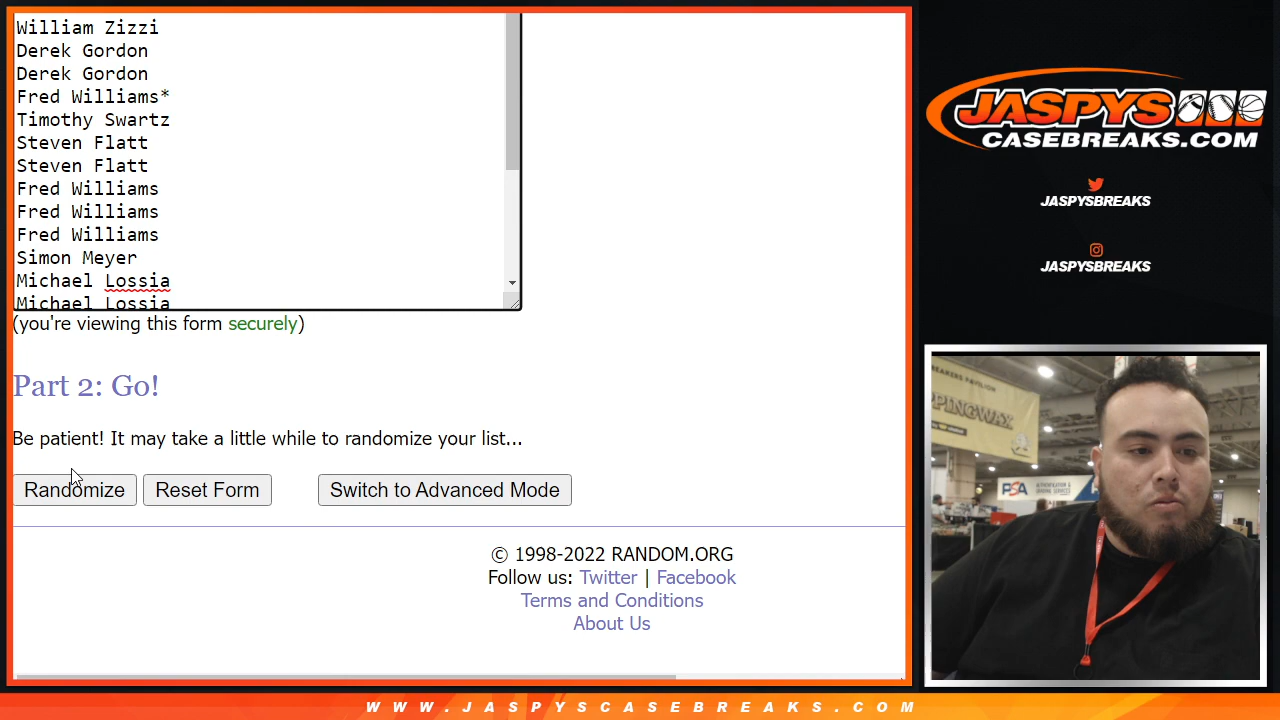 William Zizzi
Derek Gordon
Derek Gordon
Fred Williams*
Timothy Swartz
Steven Flatt
Steven Flatt
Fred Williams
Fred Williams
Fred Williams
Simon Meyer
Michael Lossia
Michael Lossia
(you're viewing this form securely)
Part 2: Go!
Be patient! It may take a little while to randomize your list...
Randomize
Reset Form
Switch to Advanced Mode
© 1998-2022 RANDOM.ORG
Follow us: Twitter | Facebook
Terms and Conditions
About Us
JASPYS
CASEBREAKS.COM
JASPYSBREAKS
JASPYSBREAKS
PSA
WWW.JASPYSCASEBREAKS.COM